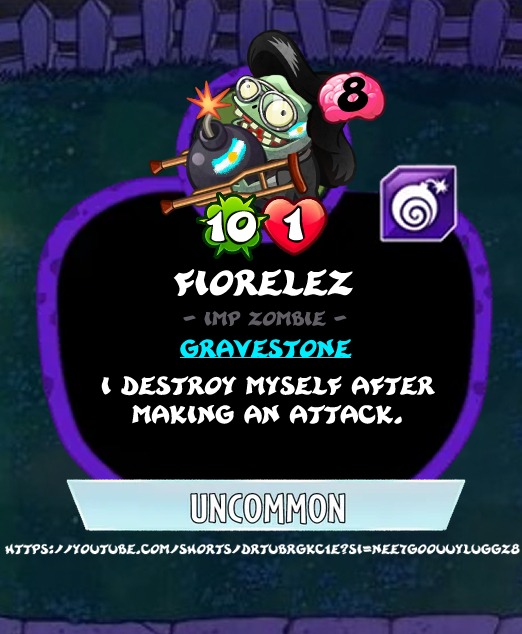 8
10 1
FIORELEZ
- IMP ZOMBIE -
GRAVESTONE
I DESTROY MYSELF AFTER
MAKING AN ATTACK.
UNCOMMON